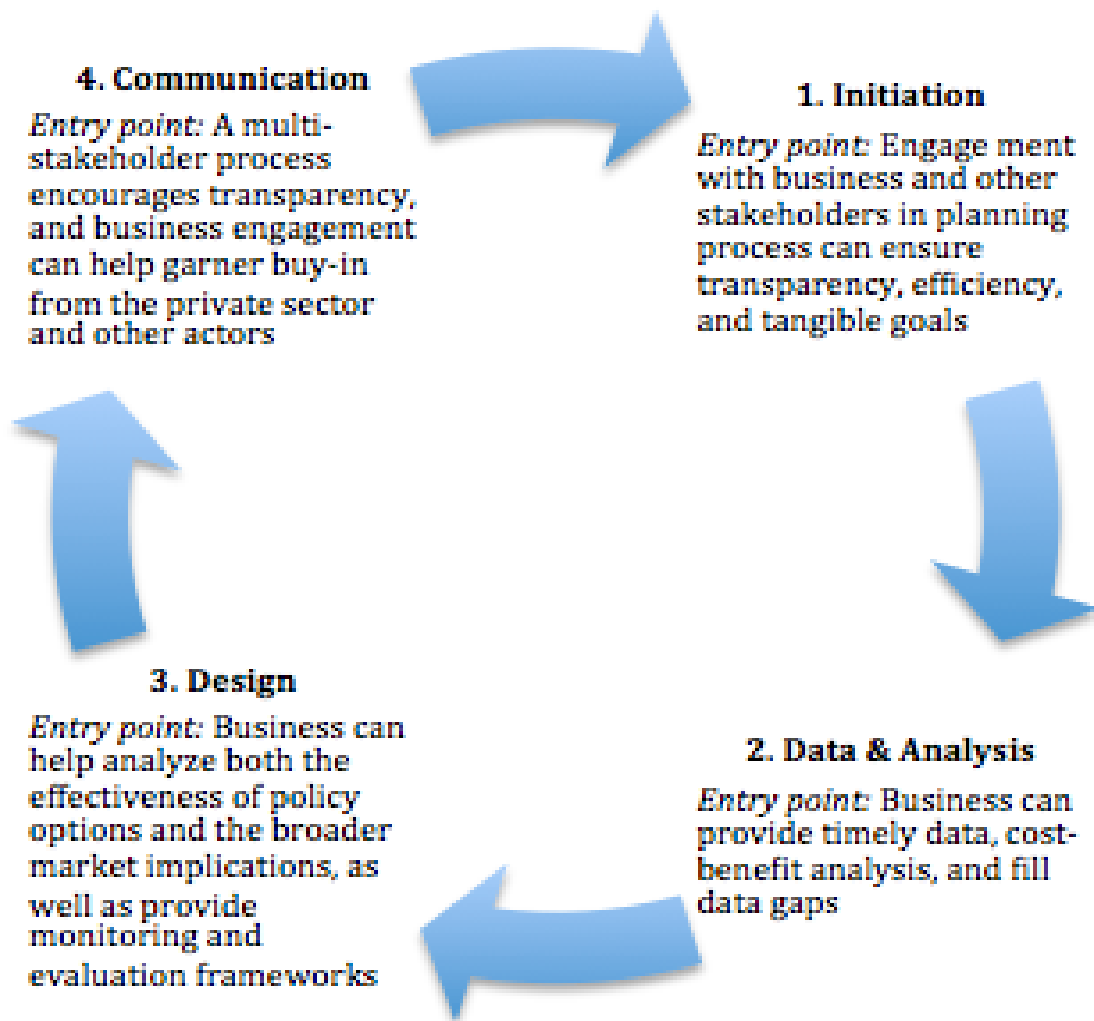 4. Communication
Entry point: A multi-
stakeholder process
encourages transparency,
and business engagement
can help garner buy-in
from the private sector
and other actors
1. Initiation
Entry point: Engage ment
with business and other
stakeholders in planning
process can ensure
transparency, efficiency,
and tangible goals
3. Design
Entry point: Business can
help analyze both the
effectiveness of policy
options and the broader
market implications, as
well as provide
monitoring and
evaluation frameworks
2. Data & Analysis
Entry point: Business can
provide timely data, cost-
benefit analysis, and fill
data gaps